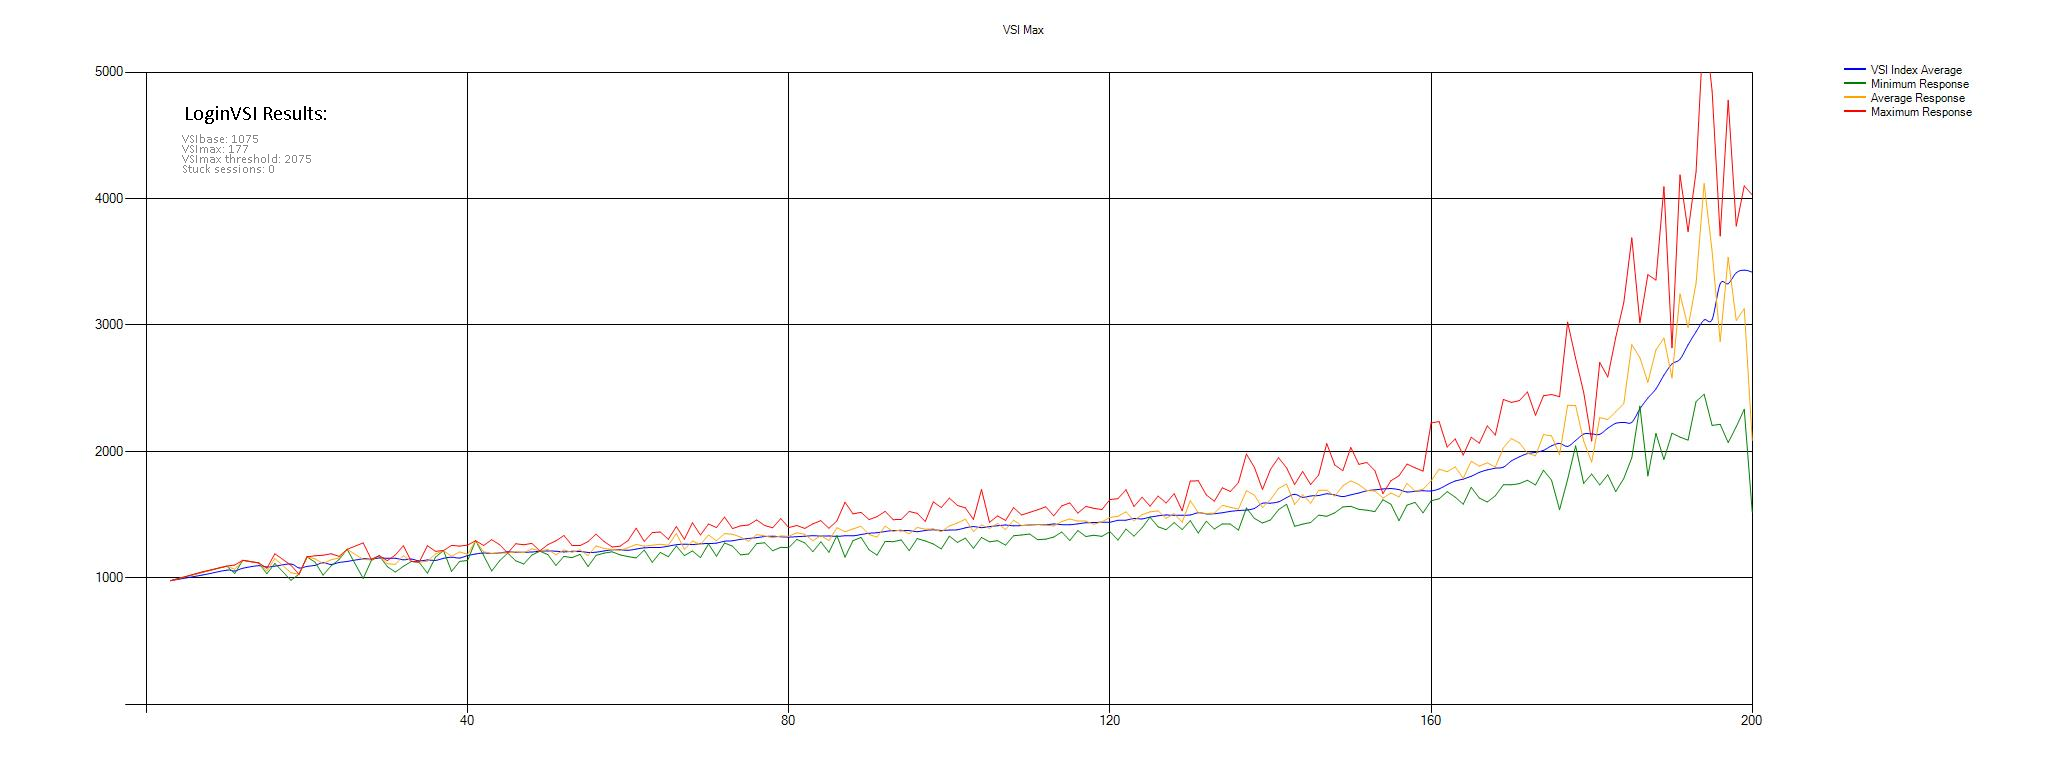 VSI Max
5000
4000
3000
2000
1000
40
80
120
160
200
LoginVSI Results:
VSIbase: 1075
VSImax: 177
VSImax threshold: 2075
Stuck sessions: 0
VSI Index Average
Minimum Response
Average Response
Maximum Response